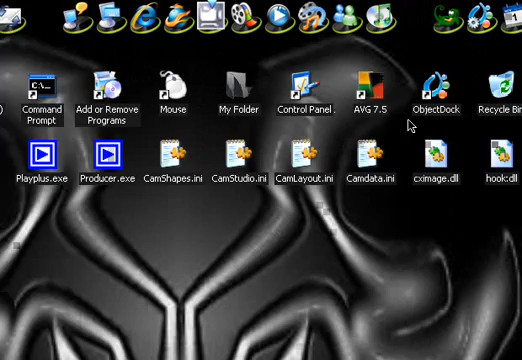 Command Prompt
Add or Remove Programs
Mouse
My Folder
Control Panel .
AVG 7.5
ObjectDock
Recycle Bin
Playplus.exe
Producer.exe
CamShapes.ini
CamStudio.ini
CamLayout.ini
Camdata.ini
cximage.dll
hook.dll